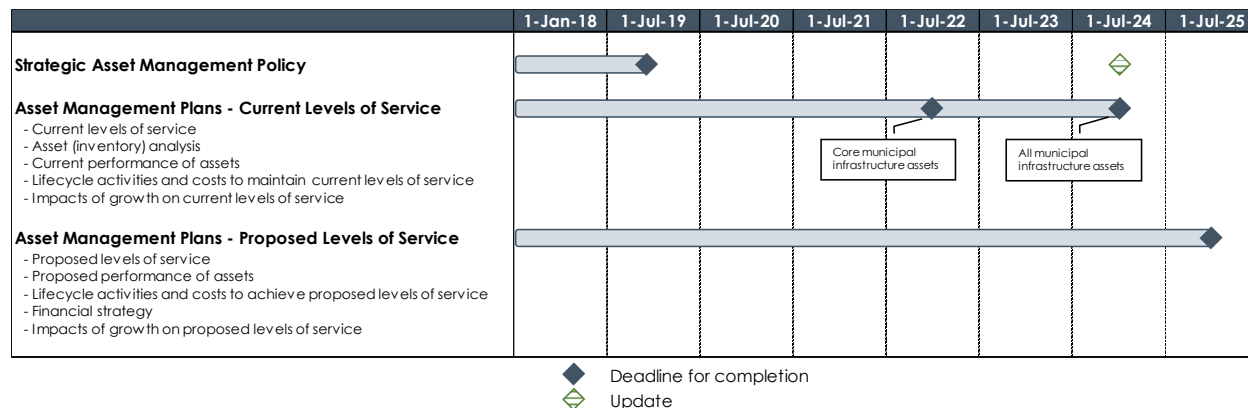 1-Jan-18 1-Jul-19 1-Jul-20 1-Jul-21 1-Jul-22 1-Jul-23 1-Jul-24 1-Jul-25
Strategic Asset Management Policy
Asset Management Plans - Current Levels of Service
- Current levels of service
- Asset (inventory) analysis
- Current performance of assets
- Lifecycle activities and costs to maintain current levels of service
- Impacts of growth on current levels of service
Core municipal
infrastructure assets
All municipal
infrastructure assets
Asset Management Plans - Proposed Levels of Service
- Proposed levels of service
- Proposed performance of assets
- Lifecycle activities and costs to achieve proposed levels of service
- Financial strategy
- Impacts of growth on proposed levels of service
Deadline for completion
Update